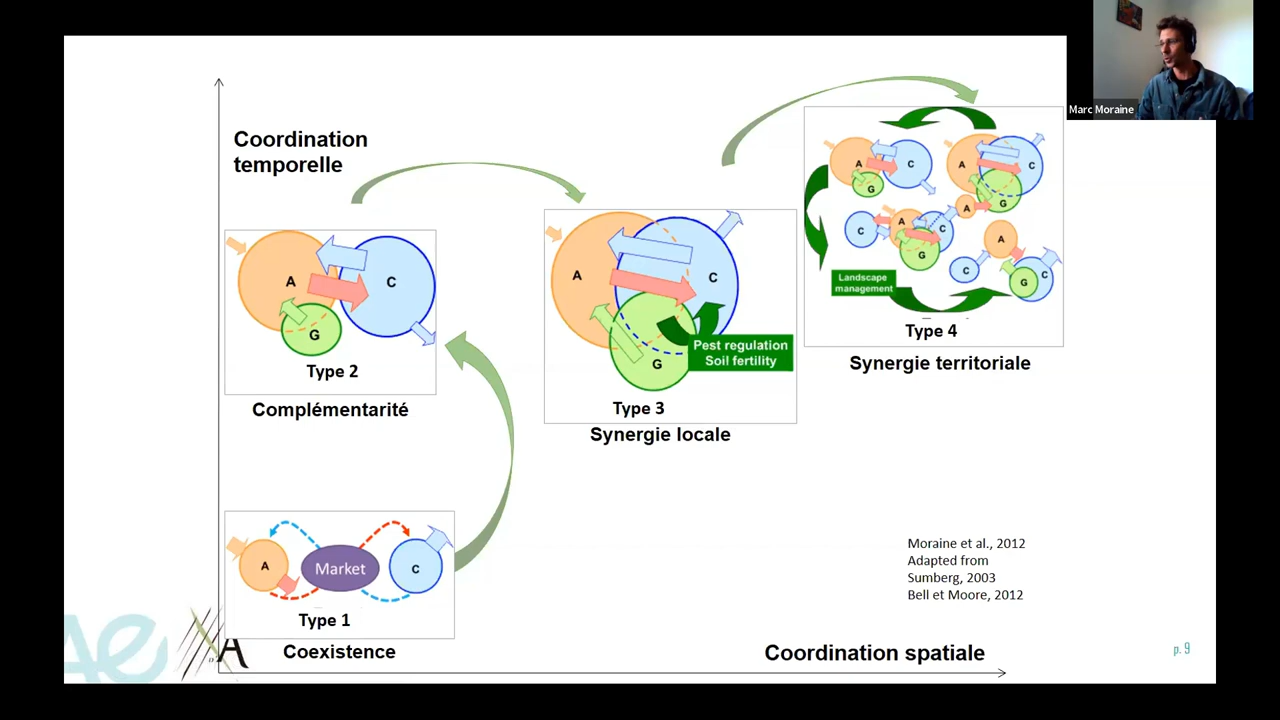 Marc Moraine
Coordination
temporelle
A
C
G
Type 2
Complémentarité
A
C
G
Pest regulation
Soil fertility
Type 3
Synergie locale
A
C
G
A
C
G
A
C
A
C
G
A
C
A
G
C
Landscape
management
Type 4
Synergie territoriale
A
Market
C
Type 1
Coexistence
Moraine et al., 2012
Adapted from
Sumberg, 2003
Bell et Moore, 2012
Coordination spatiale
p. 9